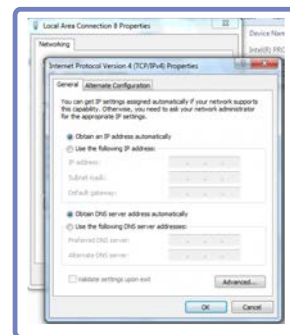 Local Area Connection 8 Properties
Device Name
Networking
Intel(R) PRO
Internet Protocol Version 4 (TCP/IPv4) Properties
General
Alternate Configuration
You can get IP settings assigned automatically if your network supports
this capability. Otherwise, you need to ask your network administrator
for the appropriate IP settings.
Obtain an IP address automatically
Use the following IP address:
IP address:
Subnet mask:
Default gateway:
Obtain DNS server address automatically
Use the following DNS server addresses:
Preferred DNS server:
Alternate DNS server:
Validate settings upon exit
Advanced...
OK
Cancel